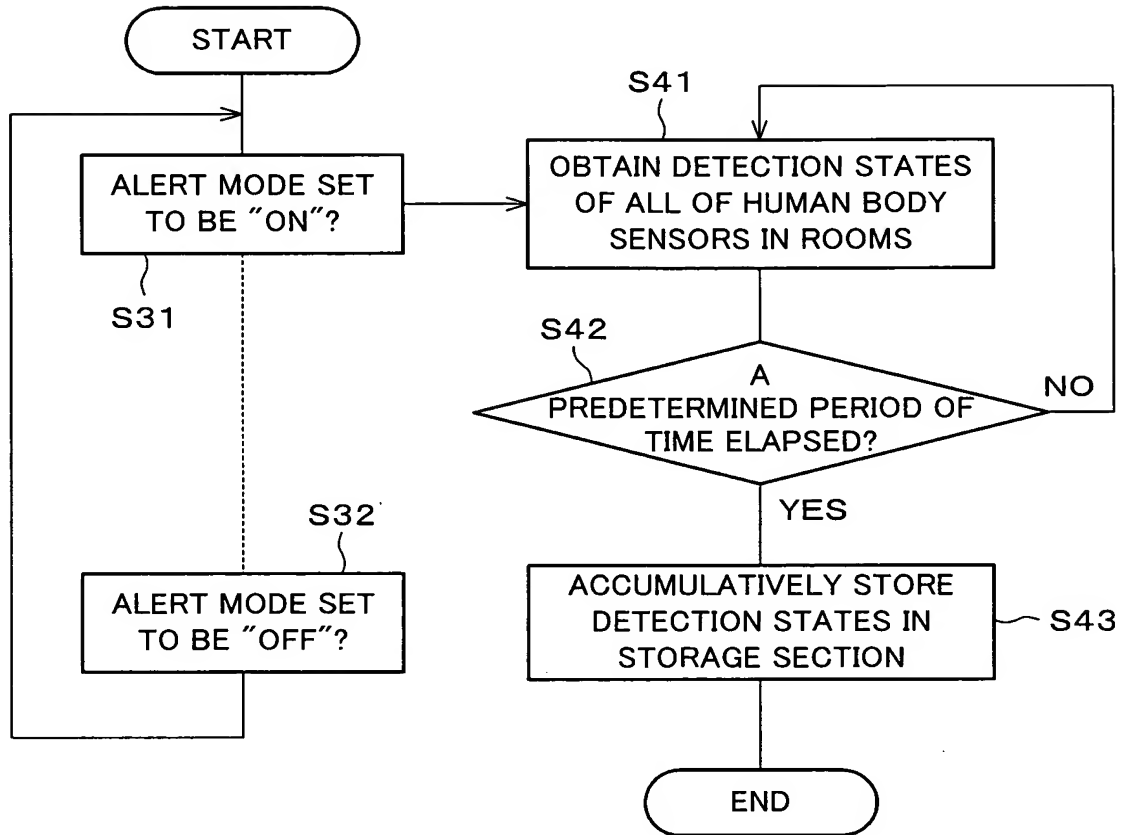 START
ALERT MODE SET
TO BE "ON"?
S31
S32
ALERT MODE SET
TO BE "OFF"?
S41
OBTAIN DETECTION STATES
OF ALL OF HUMAN BODY
SENSORS IN ROOMS
S42
A
PREDETERMINED PERIOD OF
TIME ELAPSED?
NO
YES
ACCUMULATIVELY STORE
DETECTION STATES IN
STORAGE SECTION
S43
END